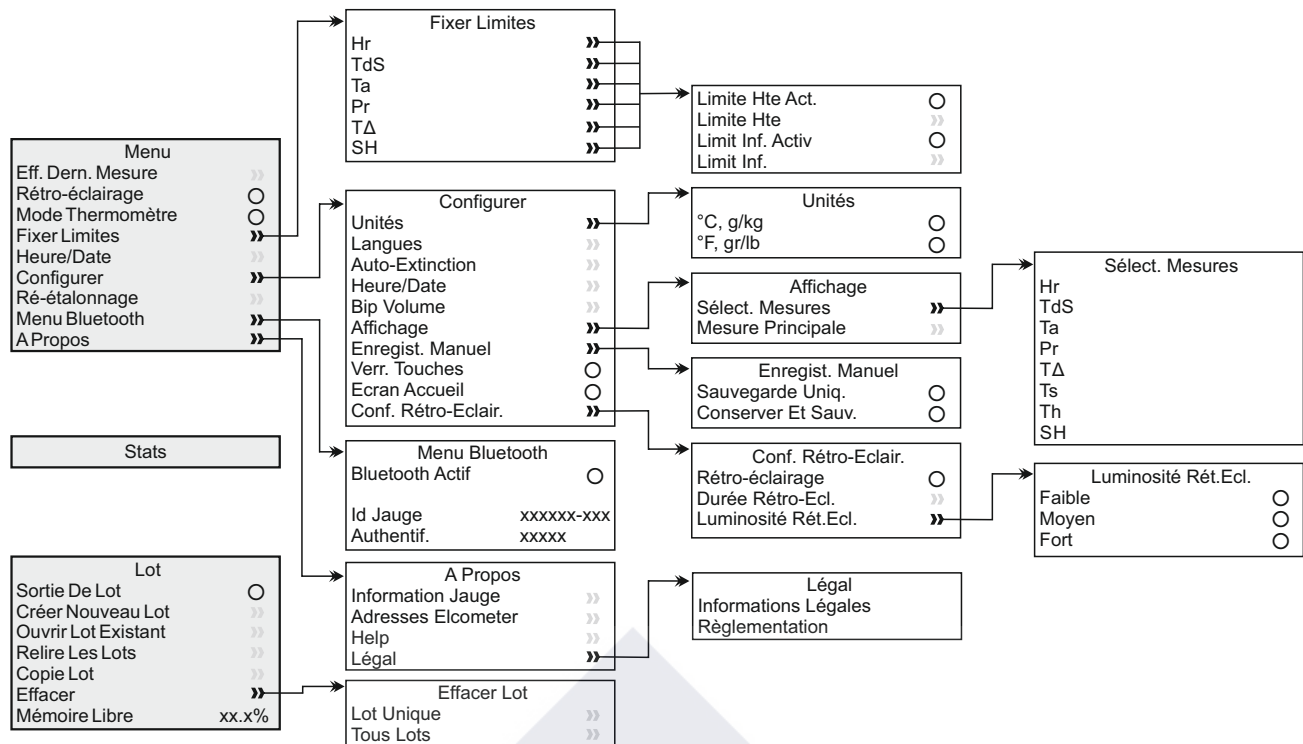 Menu
Eff. Dern. Mesure
Rétro-éclairage
Mode Thermomètre
Fixer Limites
Heure/Date
Configurer
Ré-étalonnage
Menu Bluetooth
A Propos
Stats
Lot
Sortie De Lot
Créer Nouveau Lot
Ouvrir Lot Existant
Relire Les Lots
Copie Lot
Effacer
Mémoire Libre xx.x%
Fixer Limites
Hr
TdS
Ta
Pr
TΔ
SH
Configurer
Unités
Langues
Auto-Extinction
Heure/Date
Bip Volume
Affichage
Enregist. Manuel
Verr. Touches
Ecran Accueil
Conf. Rétro-Eclair.
Menu Bluetooth
Bluetooth Actif
Id Jauge xxxxxx-xxx
Authentif. xxxxx
A Propos
Information Jauge
Adresses Elcometer
Help
Légal
Effacer Lot
Lot Unique
Tous Lots
Limite Hte Act.
Limite Hte
Limit Inf. Activ
Limit Inf.
Unités
°C, g/kg
°F, gr/lb
Affichage
Sélect. Mesures
Mesure Principale
Enregist. Manuel
Sauvegarde Uniq.
Conserver Et Sauv.
Conf. Rétro-Eclair.
Rétro-éclairage
Durée Rétro-Ecl.
Luminosité Rét.Ecl.
Légal
Informations Légales
Règlementation
Sélect. Mesures
Hr
TdS
Ta
Pr
TΔ
Ts
Th
SH
Luminosité Rét.Ecl.
Faible
Moyen
Fort